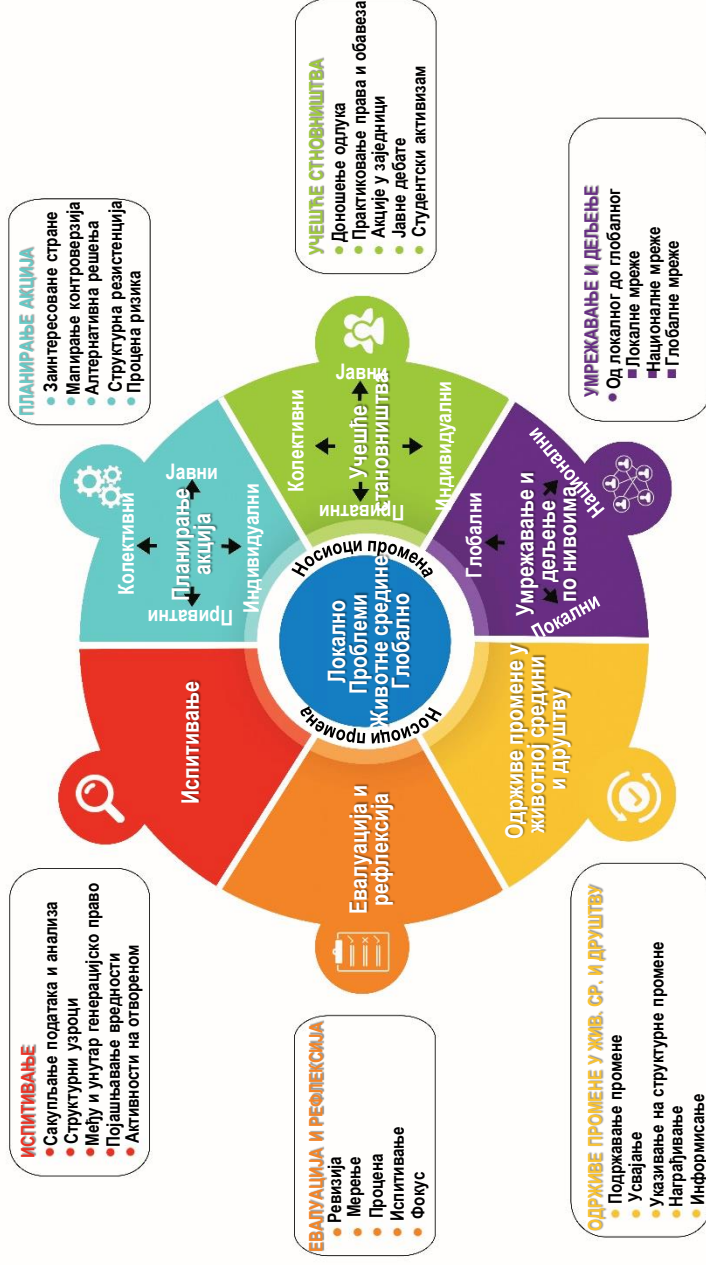 ИСПИТИВАЊЕ
Сакупљање података и анализа
Структурни узроци
Међу и унутар генерацијско право
Појашњавање вредности
Активности на отвореном
ПЛАНИРАЊЕ АКЦИЈА
Заинтересоване стране
Мапирање контроверзија
Алтернативна решења
Структурна резистенција
Процена ризика
ЕВАЛУАЦИЈА И РЕФЛЕКСИЈА
Ревизија
Мерење
Процена
Испитивање
Фокус
УЧЕШЋЕ СТНОВНИШТВА
Доношење одлука
Практиковање права и обавеза
Акције у заједници
Јавне дебате
Студентски активизам
ОДРЖИВЕ ПРОМЕНЕ У ЖИВ. СР. И ДРУШТВУ
Подржавање промене
Усвајање
Указивање на структурне промене
Награђивање
Информисање
УМРЕЖАВАЊЕ И ДЕЉЕЊЕ
Од локалног до глобалног
Локалне мреже
Националне мреже
Глобалне мреже
Испитивање
Колективни
Приватни
Планирање
акција
Јавни
Индивидуални
Евалуација и
рефлексија
Колективни
Приватни
Учешће
становништва
Јавни
Индивидуални
Одрживе промене у
животној средини
и друштву
Глобални
Умрежавање и
дељење
по нивоима
Локални
Национални
Носиоци промена
Локално
Проблеми
Животне средине
Глобално
Носиоци промена